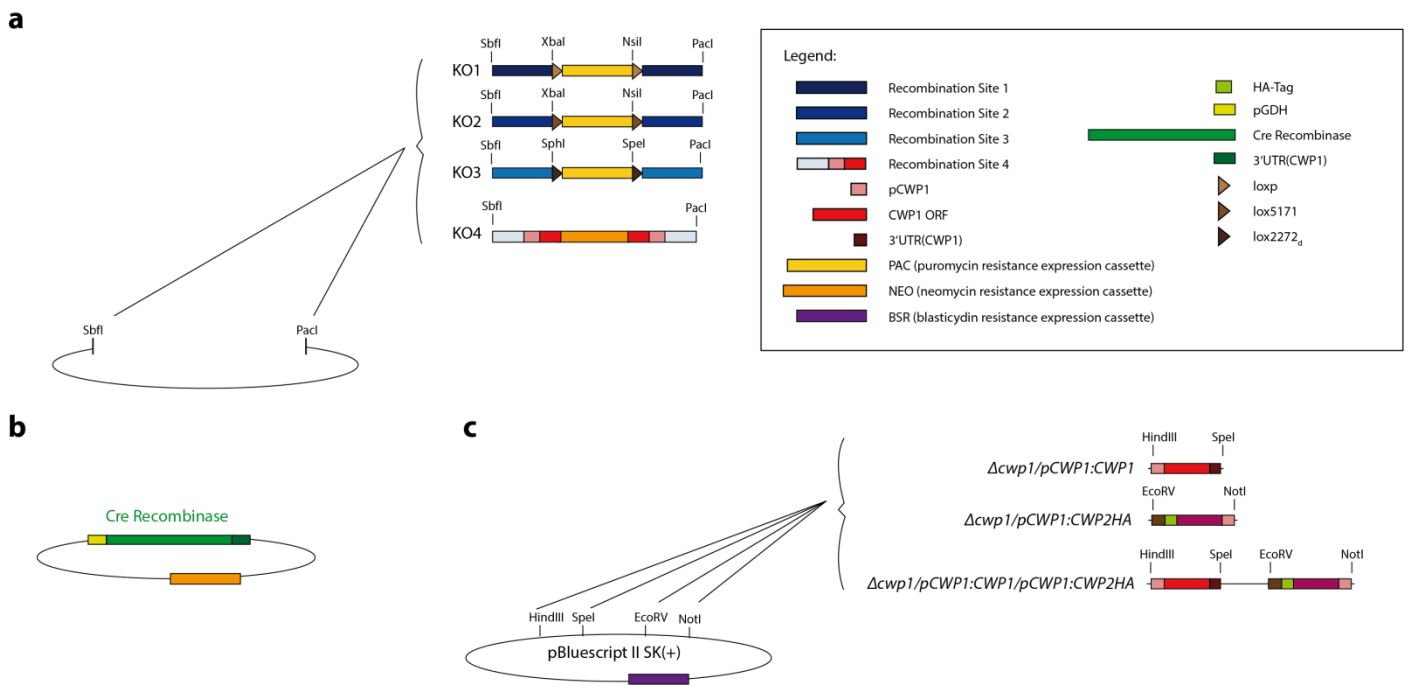 a
SbfI
XbaI
NsiI
PacI
KO1
SbfI
XbaI
NsiI
PacI
KO2
SbfI
SphI
SpeI
PacI
KO3
SbfI
PacI
KO4
SbfI
PacI
Legend:
Recombination Site 1
Recombination Site 2
Recombination Site 3
Recombination Site 4
pCWP1
CWP1 ORF
3'UTR(CWP1)
PAC (puromycin resistance expression cassette)
NEO (neomycin resistance expression cassette)
BSR (blasticydin resistance expression cassette)
HA-Tag
pGDH
Cre Recombinase
3'UTR(CWP1)
loxp
lox5171
lox2272d
b
Cre Recombinase
c
HindIII
SpeI
Δcwp1/pCWP1:CWP1
EcoRV
NotI
Δcwp1/pCWP1:CWP2HA
HindIII
SpeI
EcoRV
NotI
Δcwp1/pCWP1:CWP1/pCWP1:CWP2HA
HindIII
SpeI
EcoRV
NotI
pBluescript II SK(+)